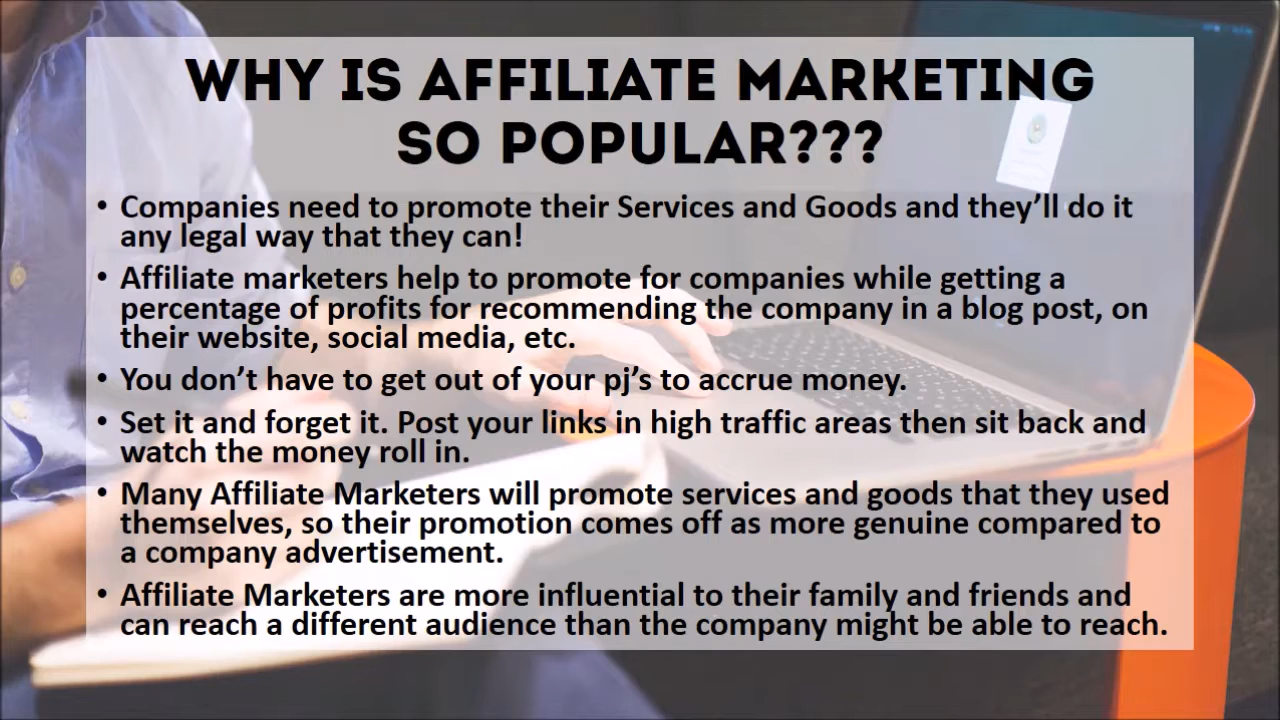 WHY IS AFFILIATE MARKETING
SO POPULAR???
• Companies need to promote their Services and Goods and they’ll do it
any legal way that they can!
• Affiliate marketers help to promote for companies while getting a
percentage of profits for recommending the company in a blog post, on
their website, social media, etc.
• You don’t have to get out of your pj’s to accrue money.
• Set it and forget it. Post your links in high traffic areas then sit back and
watch the money roll in.
• Many Affiliate Marketers will promote services and goods that they used
themselves, so their promotion comes off as more genuine compared to
a company advertisement.
• Affiliate Marketers are more influential to their family and friends and
can reach a different audience than the company might be able to reach.